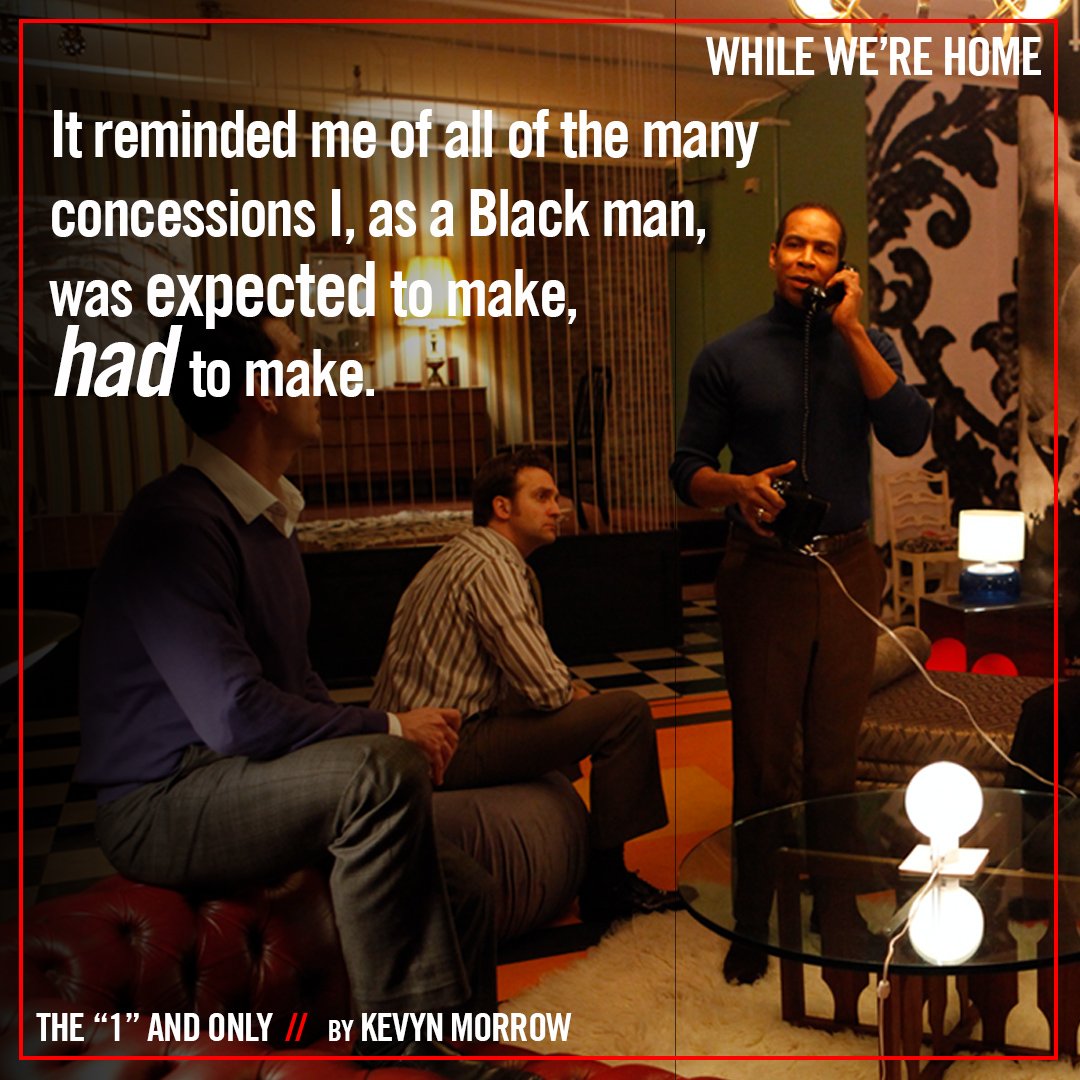 WHILE WE'RE HOME
It reminded me of all of the many
concessions I, as a Black man,
was expected to make,
had to make.
THE “1” AND ONLY // BY KEVYN MORROW